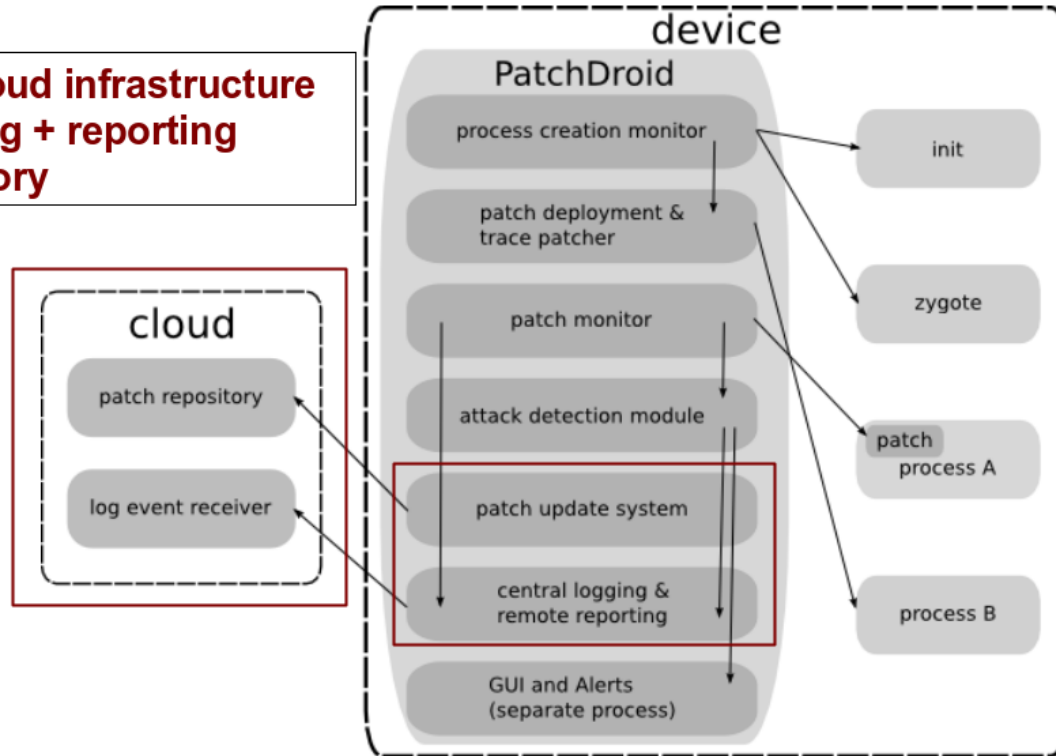 infrastructure
+ reporting
device
PatchDroid
process creation monitor
init
patch deployment &
trace patcher
zygote
cloud
patch monitor
patch repository
attack detection module
patch
process A
log event receiver
patch update system
central logging &
remote reporting
process B
GUI and Alerts
(separate process)